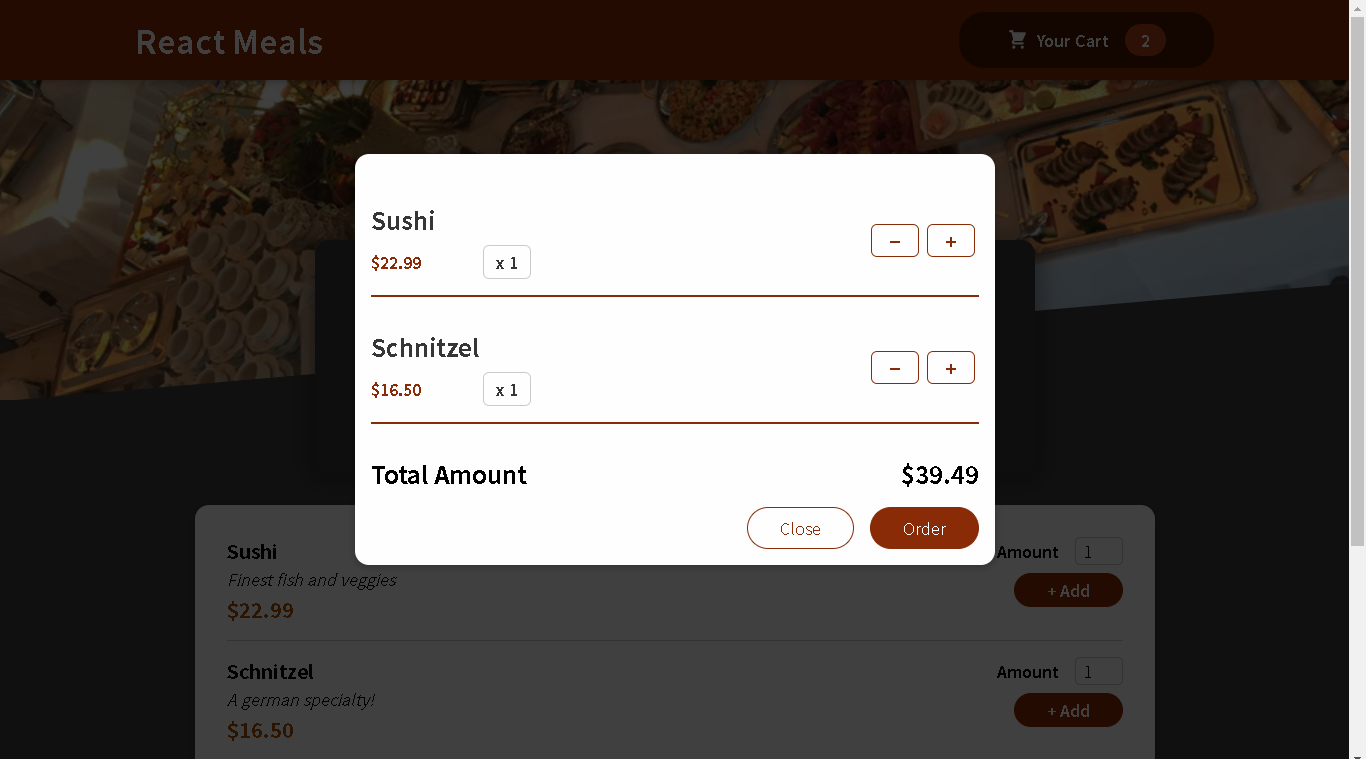 React Meals
Your Cart 2
Sushi
$22.99 x 1
− +
Schnitzel
$16.50 x 1
− +
Total Amount $39.49
Close Order
Sushi
Finest fish and veggies
$22.99
Amount 1
+ Add
Schnitzel
A german specialty!
$16.50
Amount 1
+ Add